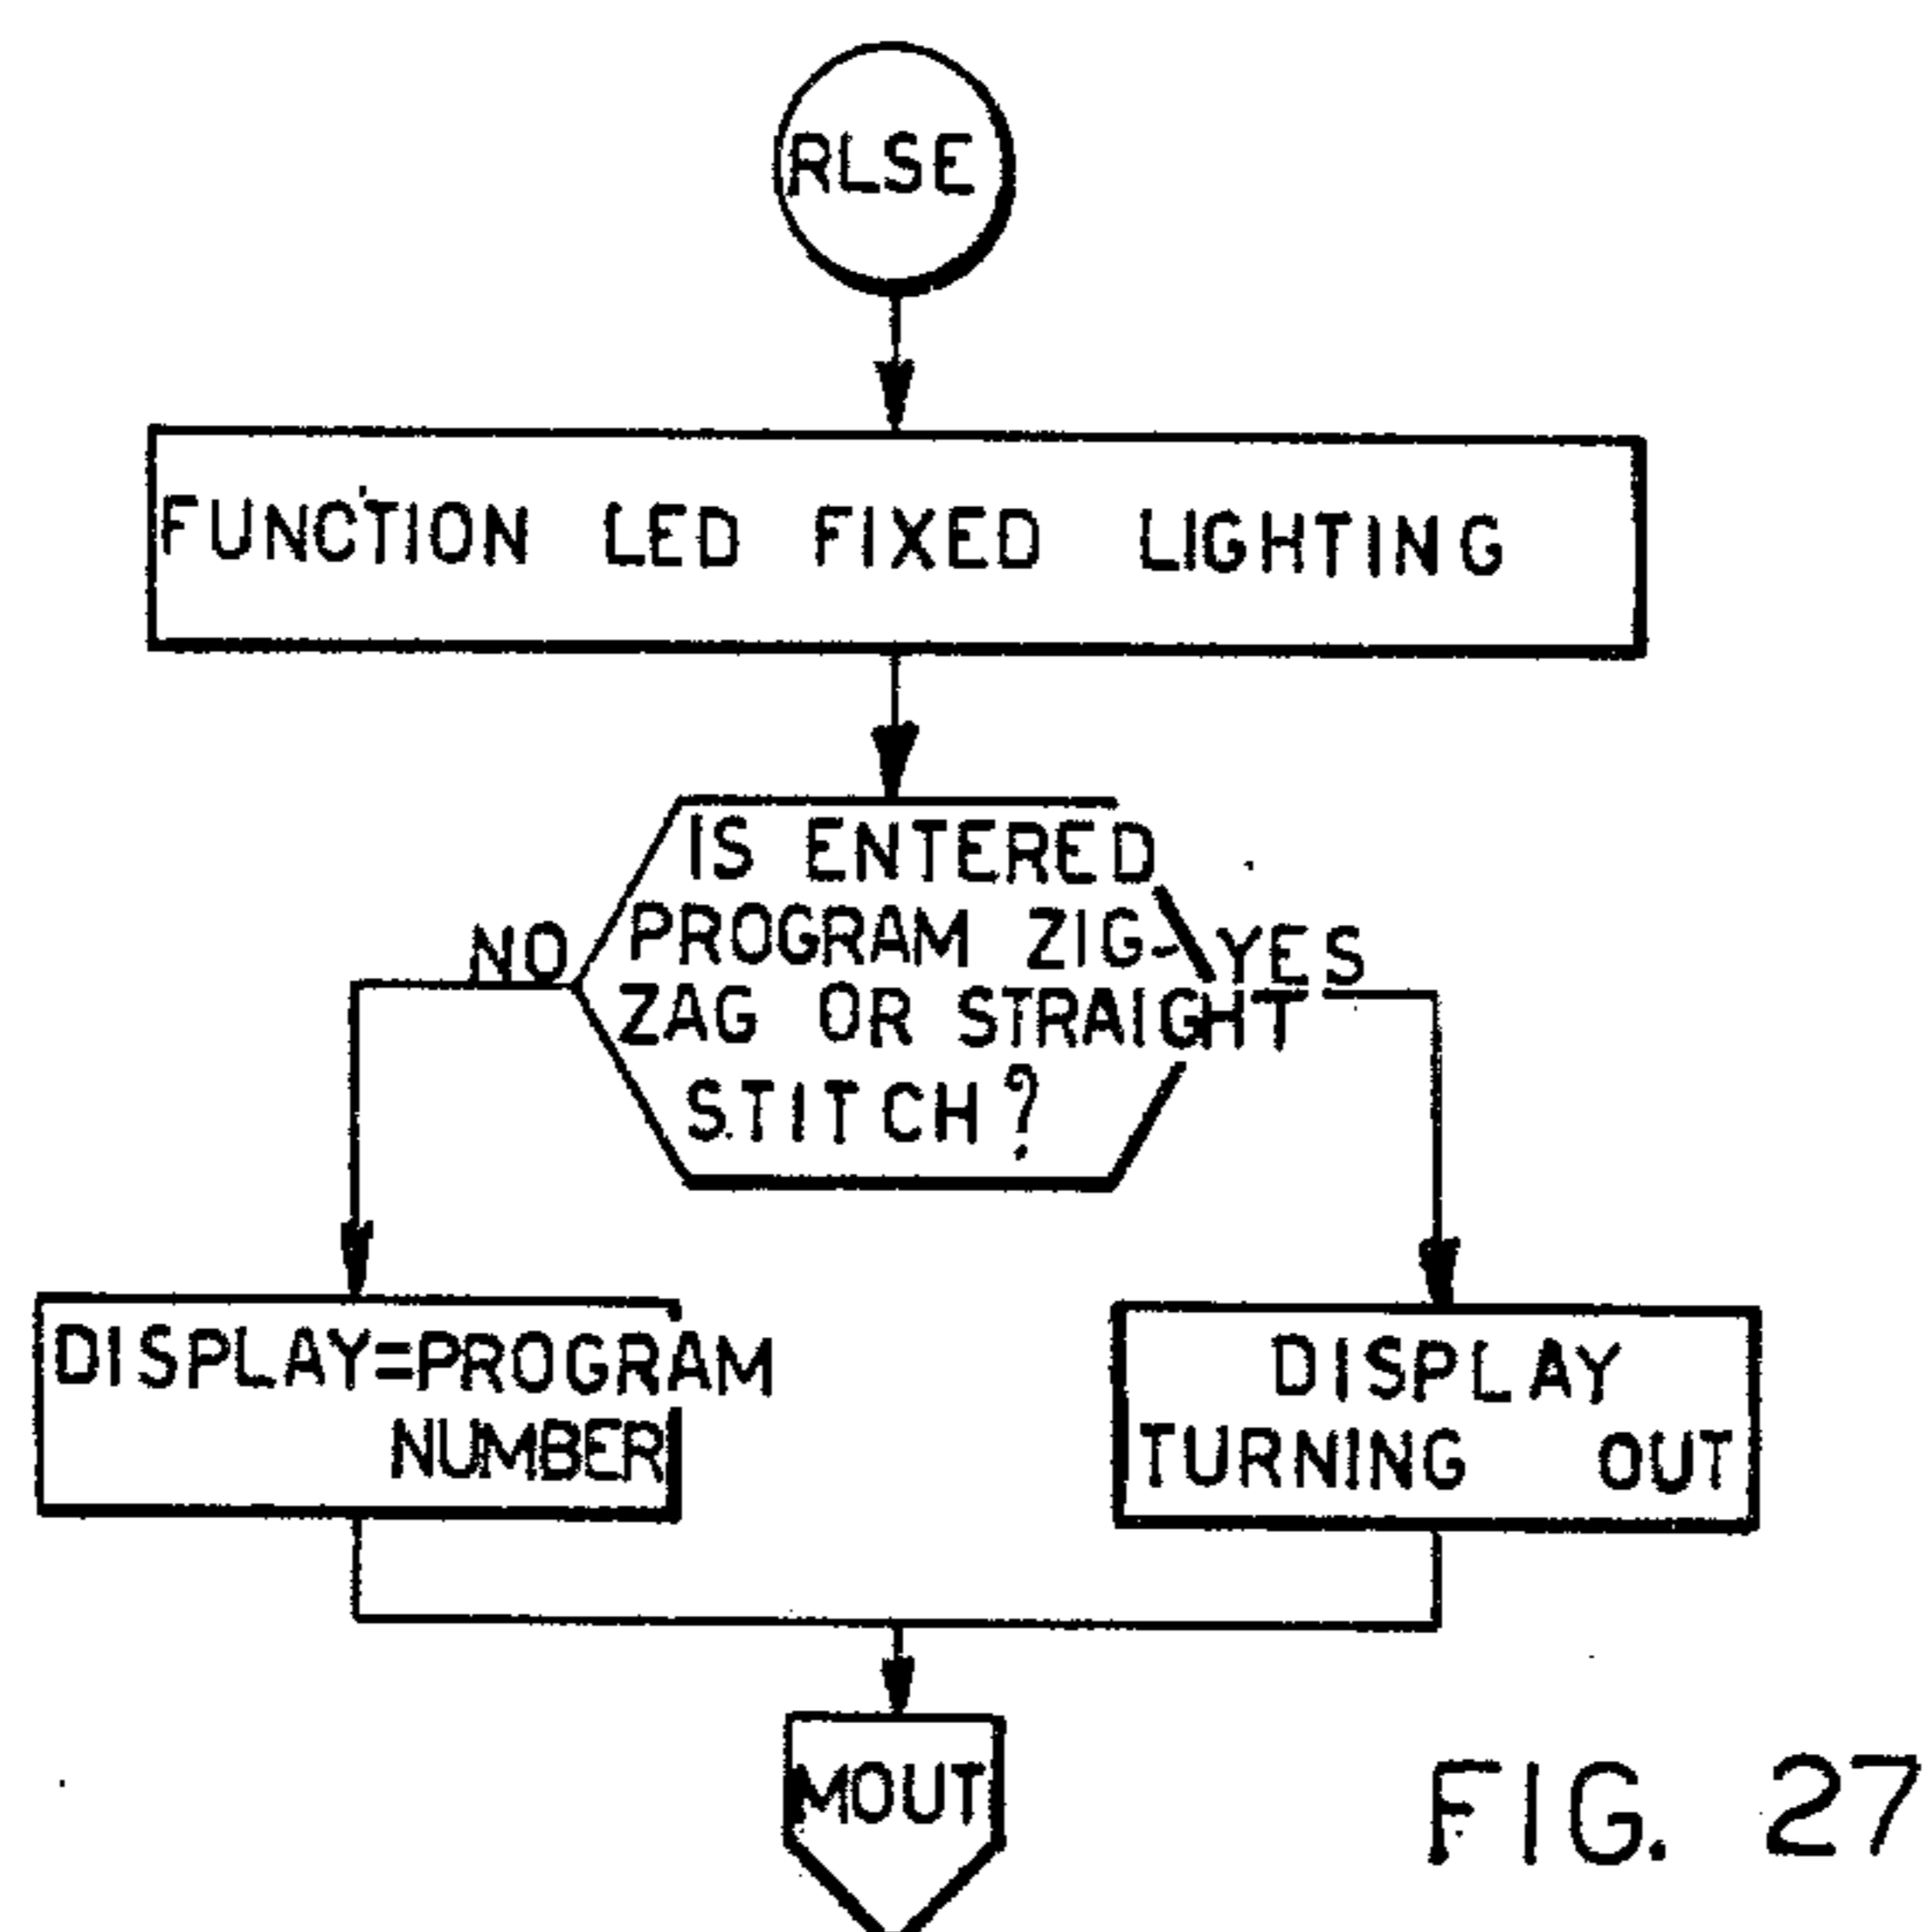 RLSE
FUNCTION LED FIXED LIGHTING
IS ENTERED
PROGRAM ZIG-
ZAG OR STRAIGHT
STITCH?
NO
YES
DISPLAY=PROGRAM
NUMBER
DISPLAY
TURNING OUT
MOUT
FIG. 27